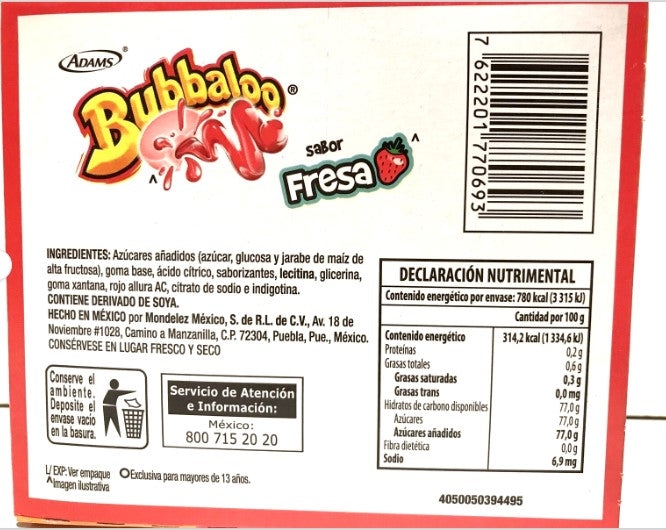 ADAMS®
Bubbaloo®
sabor
Fresa
7 622201 770693
INGREDIENTES: Azúcares añadidos (azúcar, glucosa y jarabe de maíz de
alta fructosa), goma base, ácido cítrico, saborizantes, lecitina, glicerina,
goma xantana, rojo allura AC, citrato de sodio e indigotina.
CONTIENE DERIVADO DE SOYA.
HECHO EN MÉXICO por Mondelez México, S. de R.L. de C.V., Av. 18 de
Noviembre #1028, Camino a Manzanilla, C.P. 72304, Puebla, Pue., México.
CONSÉRVESE EN LUGAR FRESCO Y SECO
Conserve el
ambiente.
Deposite el
envase vacío
en la basura.
Servicio de Atención
e Información:
México:
800 715 20 20
L/ EXP: Ver empaque
^Imagen ilustrativa
Exclusiva para mayores de 13 años.
DECLARACIÓN NUTRIMENTAL
Contenido energético por envase: 780 kcal (3 315 kJ)
Cantidad por 100 g
Contenido energético 314,2 kcal (1 334,6 kJ)
Proteínas 0,2 g
Grasas totales 0,6 g
Grasas saturadas 0,3 g
Grasas trans 0,0 mg
Hidratos de carbono disponibles 77,0 g
Azúcares 77,0 g
Azúcares añadidos 77,0 g
Fibra dietética 0,0 g
Sodio 6,9 mg
4050050394495